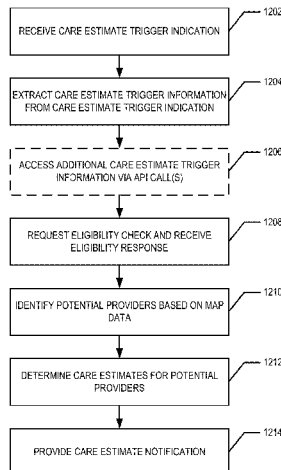 RECEIVE CARE ESTIMATE TRIGGER INDICATION
1202
EXTRACT CARE ESTIMATE TRIGGER INFORMATION
FROM CARE ESTIMATE TRIGGER INDICATION
1204
ACCESS ADDITIONAL CARE ESTIMATE TRIGGER
INFORMATION VIA API CALL(S)
1206
REQUEST ELIGIBILITY CHECK AND RECEIVE
ELIGIBILITY RESPONSE
1208
IDENTIFY POTENTIAL PROVIDERS BASED ON MAP
DATA
1210
DETERMINE CARE ESTIMATES FOR POTENTIAL
PROVIDERS
1212
PROVIDE CARE ESTIMATE NOTIFICATION
1214